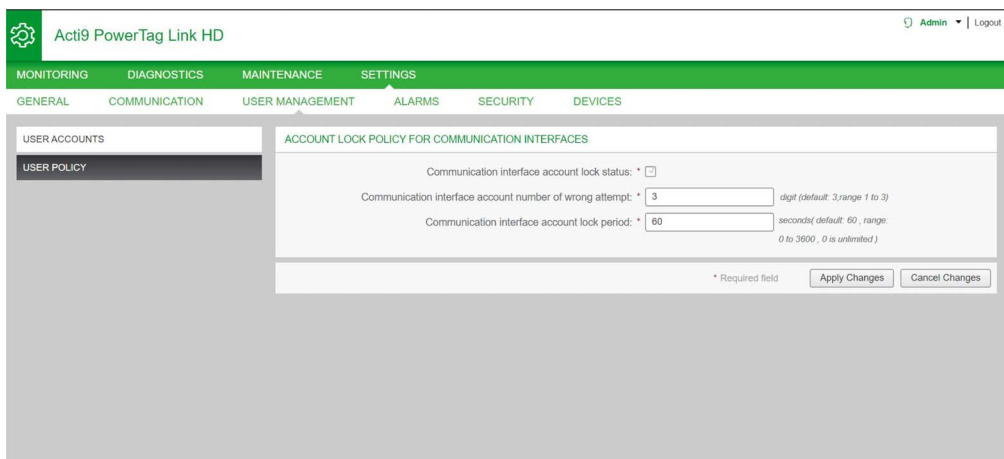 Admin | Logout
Acti9 PowerTag Link HD
MONITORING DIAGNOSTICS MAINTENANCE SETTINGS
GENERAL COMMUNICATION USER MANAGEMENT ALARMS SECURITY DEVICES
USER ACCOUNTS
USER POLICY
ACCOUNT LOCK POLICY FOR COMMUNICATION INTERFACES
Communication interface account lock status: *
Communication interface account number of wrong attempt: * 3 digit (default: 3,range 1 to 3)
Communication interface account lock period: * 60 seconds( default: 60 , range:
0 to 3600 , 0 is unlimited )
* Required field Apply Changes Cancel Changes